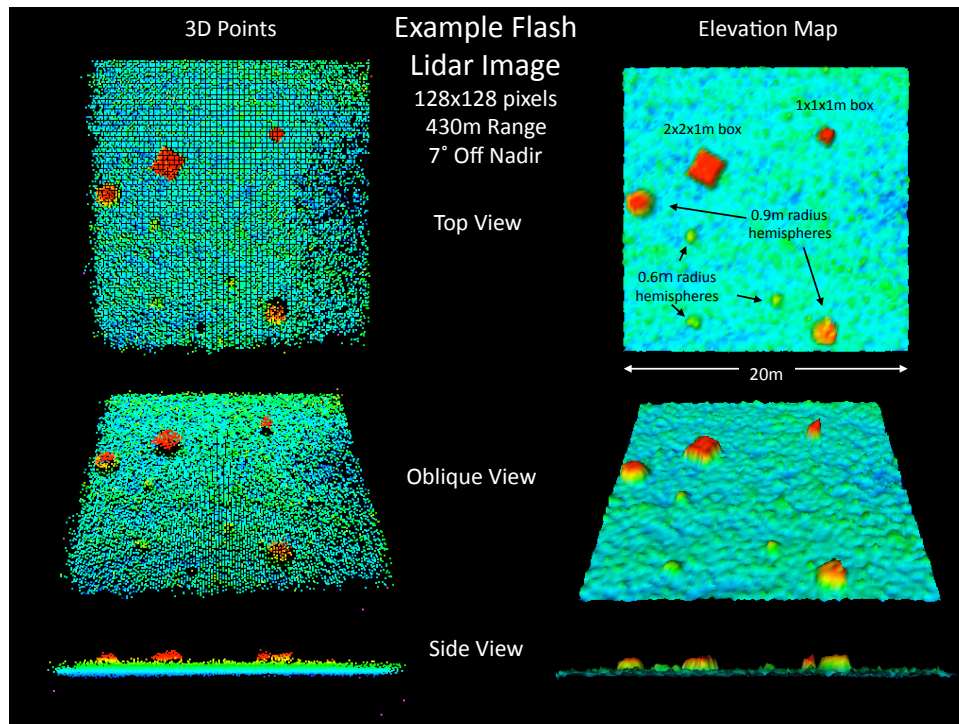 3D Points
Example Flash
Lidar Image
128x128 pixels
430m Range
7° Off Nadir
Elevation Map
1x1x1m box
2x2x1m box
Top View
0.9m radius
hemispheres
0.6m radius
hemispheres
20m
Oblique View
Side View